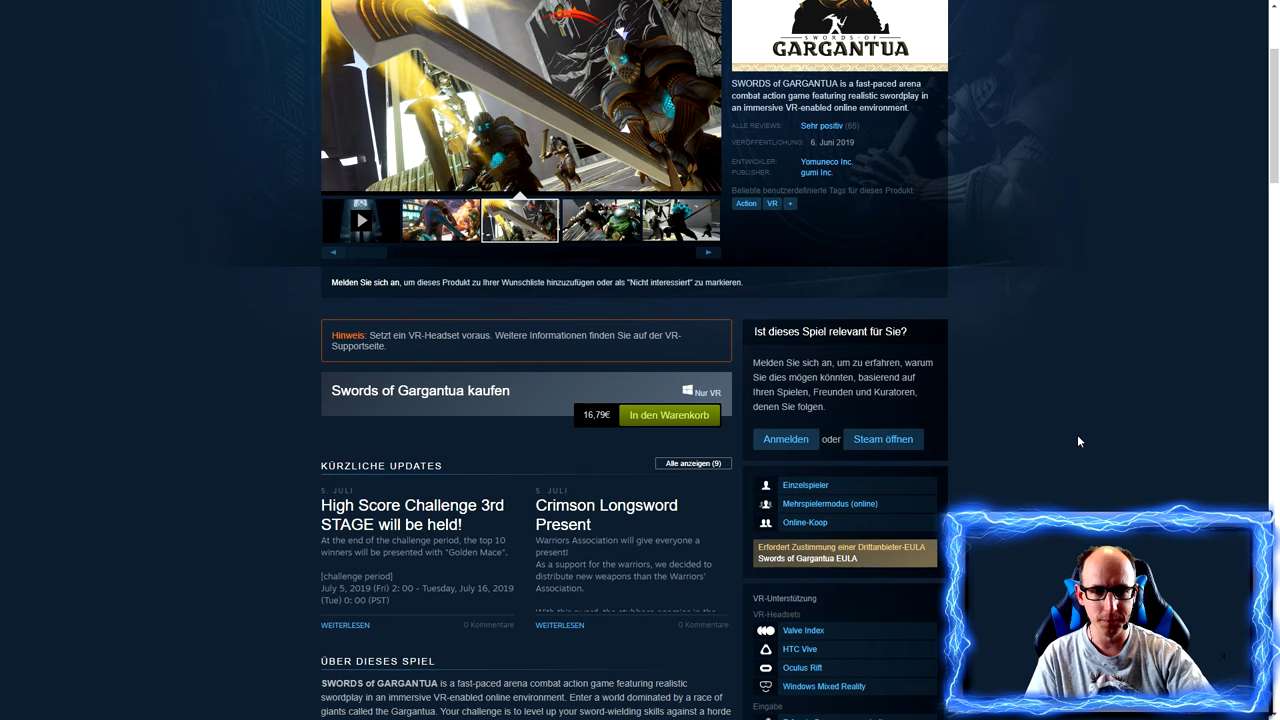 SWORDS OF
GARGANTUA
SWORDS of GARGANTUA is a fast-paced arena
combat action game featuring realistic swordplay in
an immersive VR-enabled online environment.
ALLE REVIEWS: Sehr positiv (65)
VERÖFFENTLICHUNG: 6. Juni 2019
ENTWICKLER: Yomuneco Inc.
PUBLISHER: gumi Inc.
Beliebte benutzerdefinierte Tags für dieses Produkt:
Action VR +
Melden Sie sich an, um dieses Produkt zu Ihrer Wunschliste hinzuzufügen oder als "Nicht interessiert" zu markieren.
Hinweis: Setzt ein VR-Headset voraus. Weitere Informationen finden Sie auf der VR-
Supportseite.
Swords of Gargantua kaufen
Nur VR
16,79€ In den Warenkorb
KÜRZLICHE UPDATES
Alle anzeigen (9)
5. JULI
High Score Challenge 3rd
STAGE will be held!
At the end of the challenge period, the top 10
winners will be presented with "Golden Mace".
[challenge period]
July 5, 2019 (Fri) 2: 00 - Tuesday, July 16, 2019
(Tue) 0: 00 (PST)
WEITERLESEN 0 Kommentare
5. JULI
Crimson Longsword
Present
Warriors Association will give everyone a
present!
As a support for the warriors, we decided to
distribute new weapons than the Warriors'
Association.
WEITERLESEN 0 Kommentare
ÜBER DIESES SPIEL
SWORDS of GARGANTUA is a fast-paced arena combat action game featuring realistic
swordplay in an immersive VR-enabled online environment. Enter a world dominated by a race of
giants called the Gargantua. Your challenge is to level up your sword-wielding skills against a horde
Ist dieses Spiel relevant für Sie?
Melden Sie sich an, um zu erfahren, warum
Sie dies mögen könnten, basierend auf
Ihren Spielen, Freunden und Kuratoren,
denen Sie folgen.
Anmelden oder Steam öffnen
Einzelspieler
Mehrspielermodus (online)
Online-Koop
Erfordert Zustimmung einer Drittanbieter-EULA
Swords of Gargantua EULA
VR-Unterstützung
VR-Headsets
Valve Index
HTC Vive
Oculus Rift
Windows Mixed Reality
Eingabe